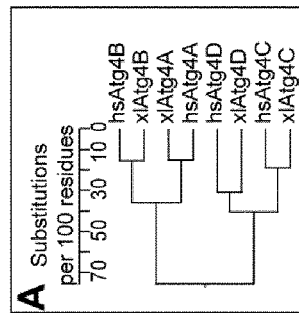 A
Substitutions
per 100 residues
70
50
30
10
0
hsAtg4B
xlAtg4B
xlAtg4A
hsAtg4A
hsAtg4D
xlAtg4D
hsAtg4C
xlAtg4C